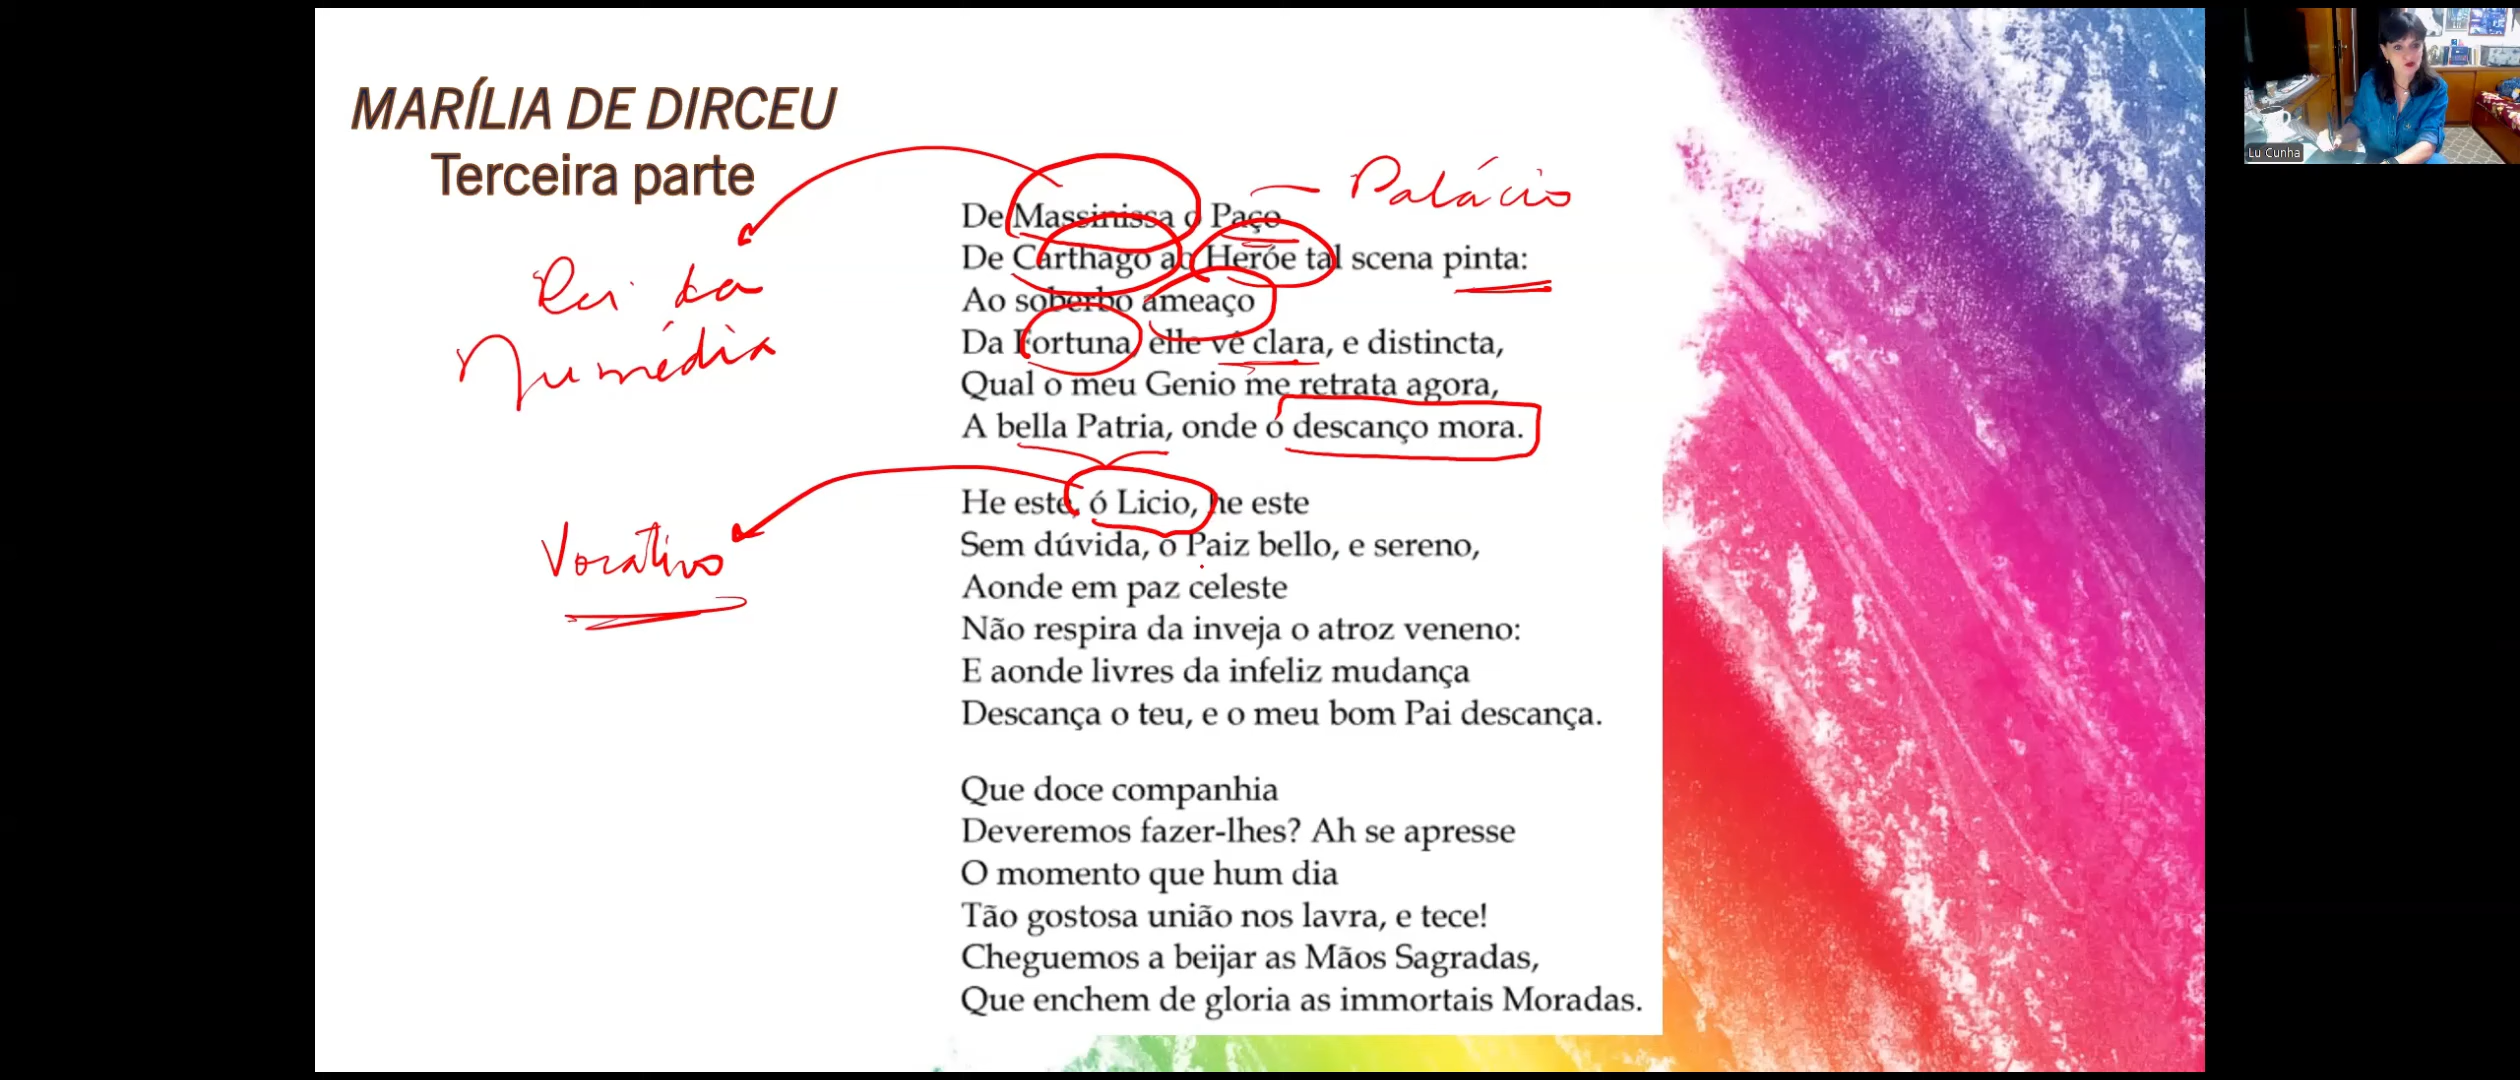 MARÍLIA DE DIRCEU
Terceira parte
Palácio
Rei da
Numédia
Vocativo
De Massinissa o Paço
De Carthago ao Heróe tal scena pinta:
Ao soberbo ameaço
Da Fortuna, elle vê clara, e distincta,
Qual o meu Genio me retrata agora,
A bella Patria, onde o descanço mora.
He este, ó Licio, he este
Sem dúvida, o Paiz bello, e sereno,
Aonde em paz celeste
Não respira da inveja o atroz veneno:
E aonde livres da infeliz mudança
Descança o teu, e o meu bom Pai descança.
Que doce companhia
Deveremos fazer-lhes? Ah se apresse
O momento que hum dia
Tão gostosa união nos lavra, e tece!
Cheguemos a beijar as Mãos Sagradas,
Que enchem de gloria as immortais Moradas.
Lu Cunha